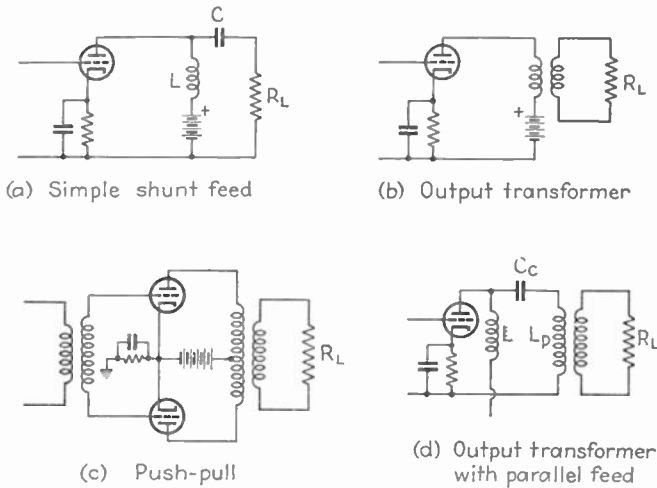 C
L
+
R_L
(a) Simple shunt feed
+
R_L
(b) Output transformer
R_L
(c) Push-pull
C_C
L
L_p
R_L
(d) Output transformer
with parallel feed